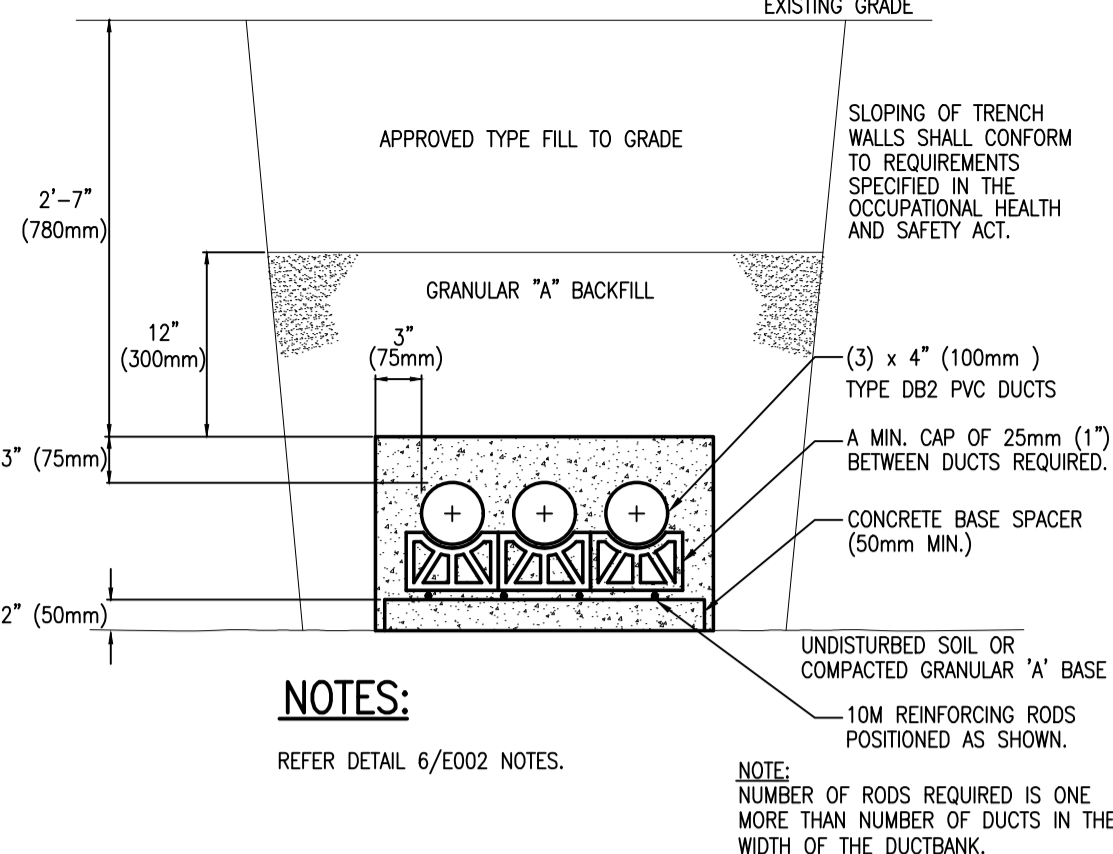 EXISTING GRADE
APPROVED TYPE FILL TO GRADE
SLOPING OF TRENCH
WALLS SHALL CONFORM
TO REQUIREMENTS
SPECIFIED IN THE
OCCUPATIONAL HEALTH
AND SAFETY ACT.
2'-7"
(780mm)
GRANULAR "A" BACKFILL
12"
(300mm)
3"
(75mm)
(3) x 4" (100mm )
TYPE DB2 PVC DUCTS
3" (75mm)
A MIN. CAP OF 25mm (1")
BETWEEN DUCTS REQUIRED.
CONCRETE BASE SPACER
(50mm MIN.)
2" (50mm)
UNDISTURBED SOIL OR
COMPACTED GRANULAR 'A' BASE
10M REINFORCING RODS
POSITIONED AS SHOWN.
NOTES:
REFER DETAIL 6/E002 NOTES.
NOTE:
NUMBER OF RODS REQUIRED IS ONE
MORE THAN NUMBER OF DUCTS IN THE
WIDTH OF THE DUCTBANK.